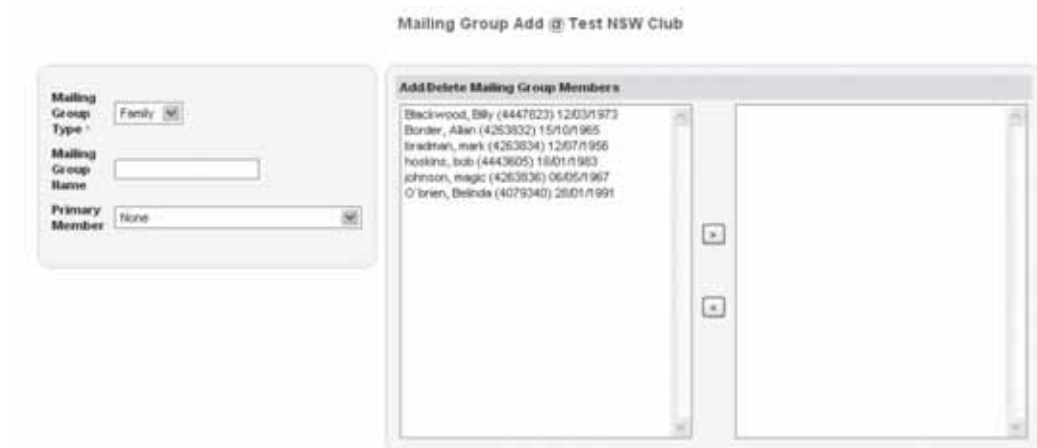 Mailing Group Add @ Test NSW Club
Mailing
Group
Type *
Family
Mailing
Group
Name
Primary
Member
None
Add/Delete Mailing Group Members
Blackwood, Billy (4447823) 12/03/1973
Border, Allan (4263832) 15/10/1965
bradman, mark (4263834) 12/07/1956
hoskins, bob (4443605) 18/01/1983
johnson, magic (4263836) 06/05/1967
O'brien, Belinda (4079340) 28/01/1991
>
<